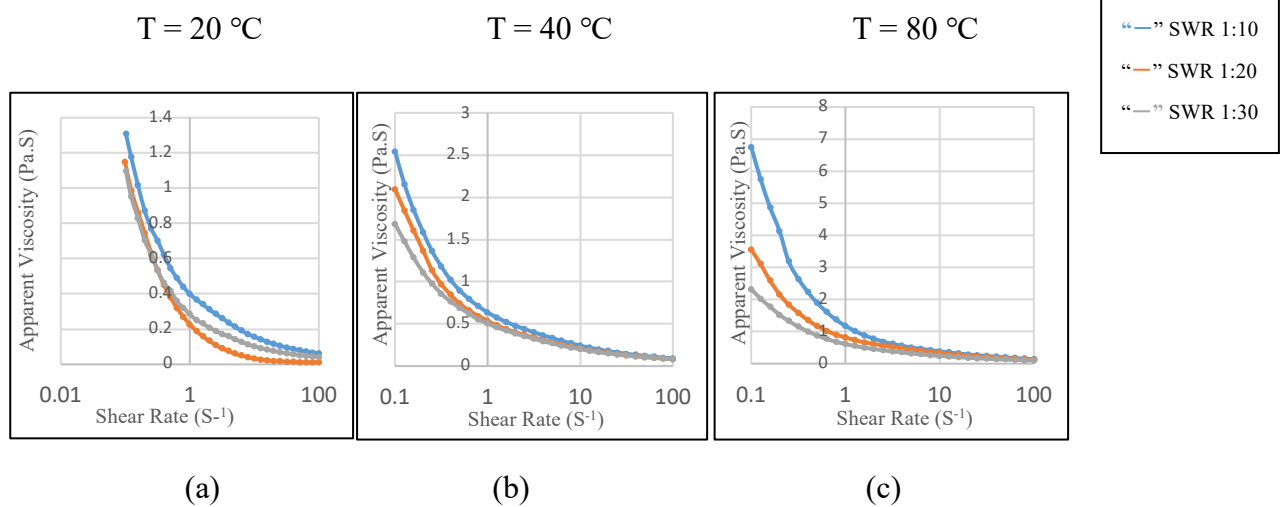 T = 20 °C
T = 40 °C
T = 80 °C
“—” SWR 1:10
“—” SWR 1:20
“—” SWR 1:30
Apparent Viscosity (Pa.S)
1.4
1.2
1
0.8
0.6
0.4
0.2
0
0.01
1
100
Shear Rate (S-¹)
(a)
Apparent Viscosity (Pa.S)
3
2.5
2
1.5
1
0.5
0
0.1
1
10
100
Shear Rate (S⁻¹)
(b)
Apparent Viscosity (Pa.S)
8
7
6
5
4
3
2
1
0
0.1
1
10
100
Shear Rate (S⁻¹)
(c)